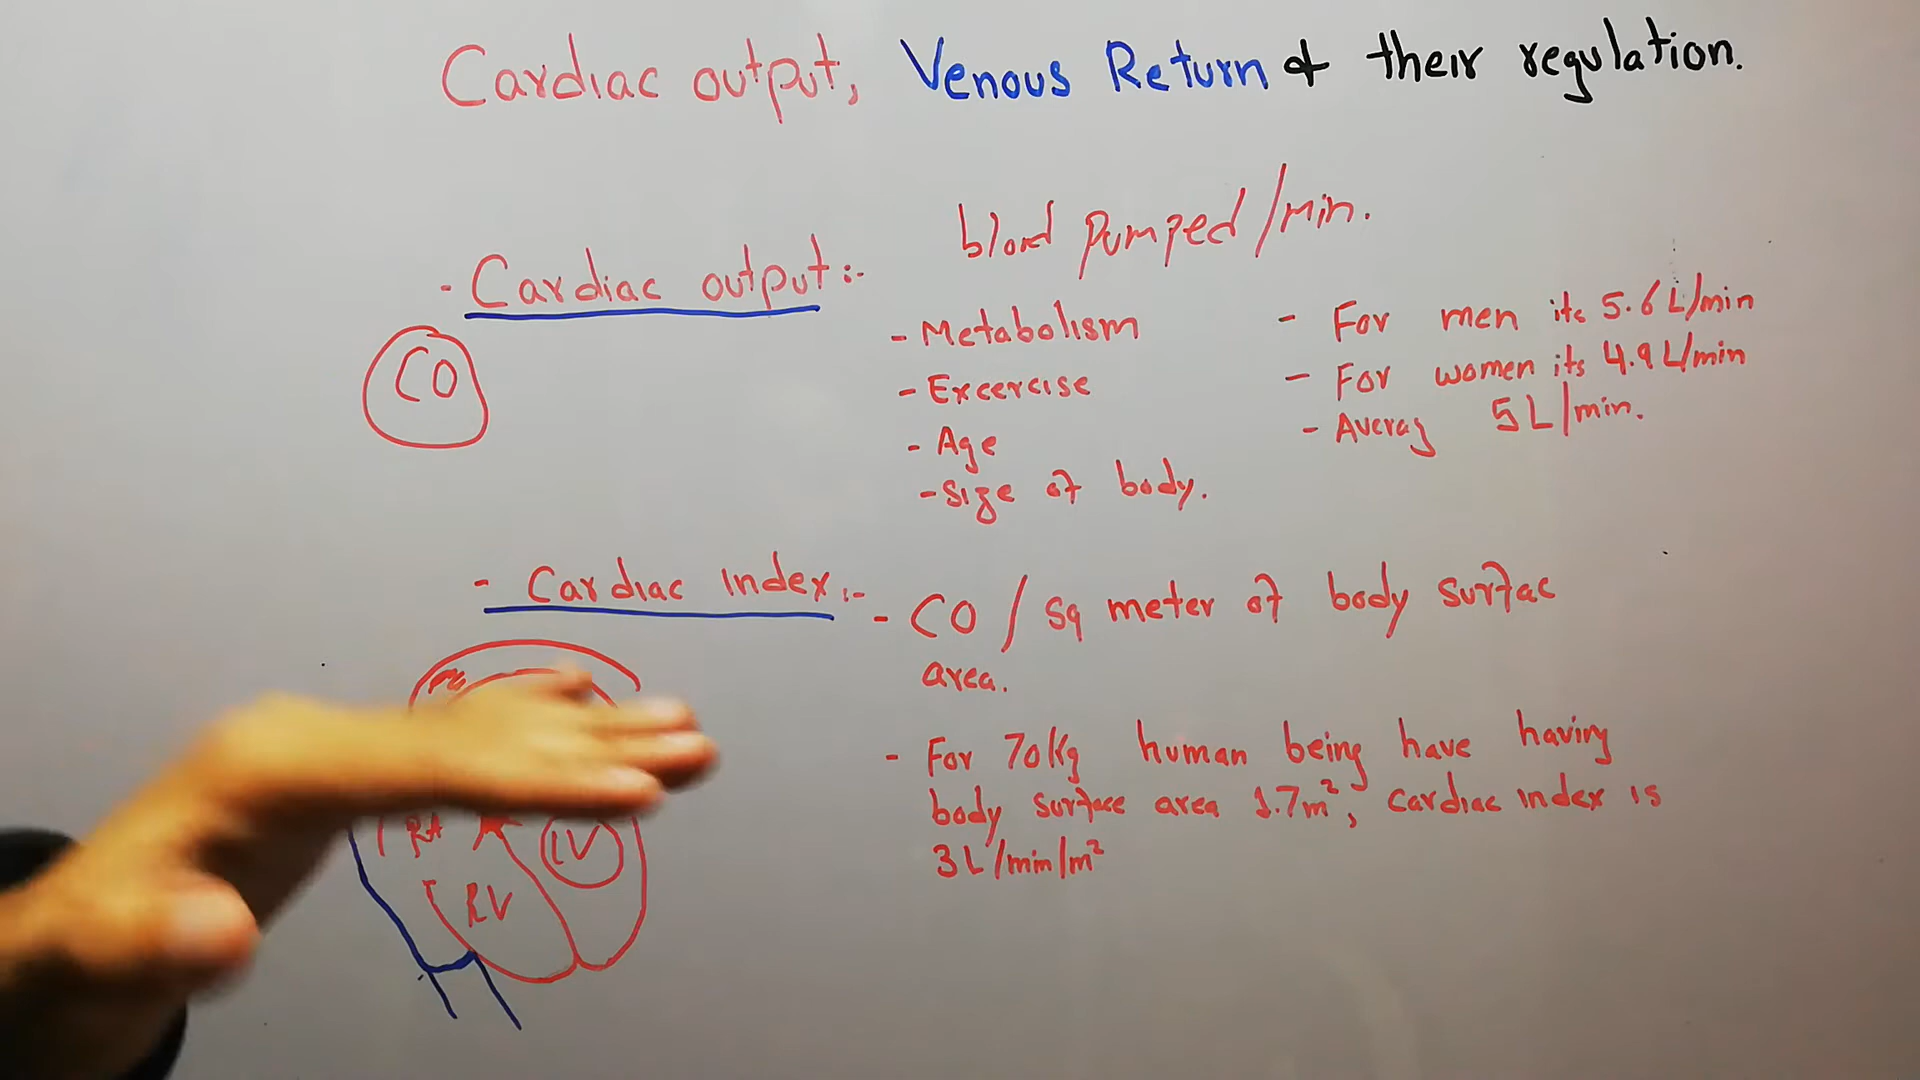 Cardiac output, Venous Return & their regulation.
blood pumped/min.
- Cardiac output:-
CO
- Metabolism
- Excercise
- Age
- Size of body.
- For men its 5.6 L/min
- For women its 4.9 L/min
- Averag 5 L/min.
- Cardiac Index:-
- CO / Sq meter of body surfac
area.
- For 70Kg human being have having
body surface area 1.7m², cardiac index is
3 L/min/m²
RA
LV
RV